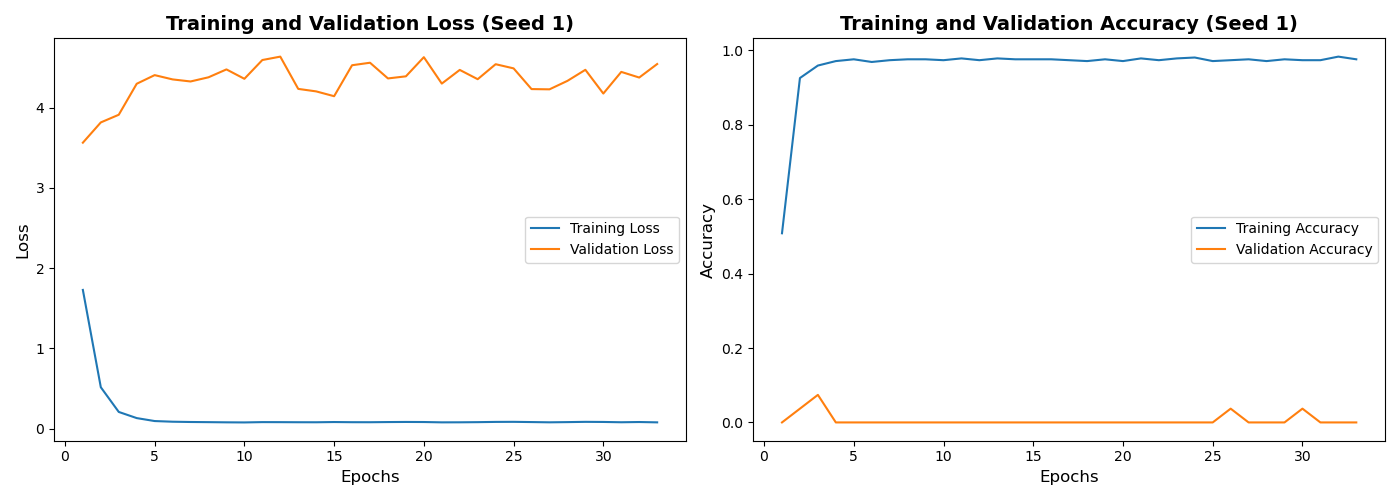 Training and Validation Loss (Seed 1)
Loss
4
3
2
1
0
Training Loss
Validation Loss
0 5 10 15 20 25 30
Epochs
Training and Validation Accuracy (Seed 1)
Accuracy
1.0
0.8
0.6
0.4
0.2
0.0
Training Accuracy
Validation Accuracy
0 5 10 15 20 25 30
Epochs